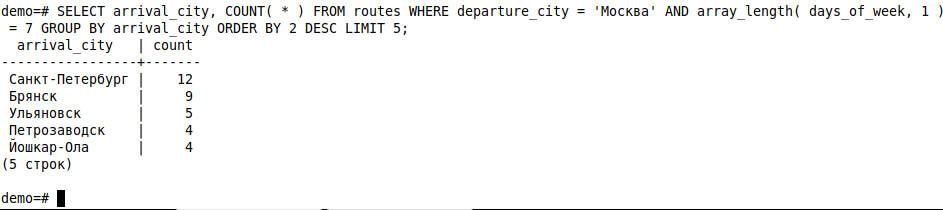 demo=# SELECT arrival_city, COUNT( * ) FROM routes WHERE departure_city = 'Москва' AND array_length( days_of_week, 1 )
 = 7 GROUP BY arrival_city ORDER BY 2 DESC LIMIT 5;
  arrival_city   | count
-----------------+-------
 Санкт-Петербург |    12
 Брянск          |     9
 Ульяновск       |     5
 Петрозаводск    |     4
 Йошкар-Ола      |     4
(5 строк)
demo=#